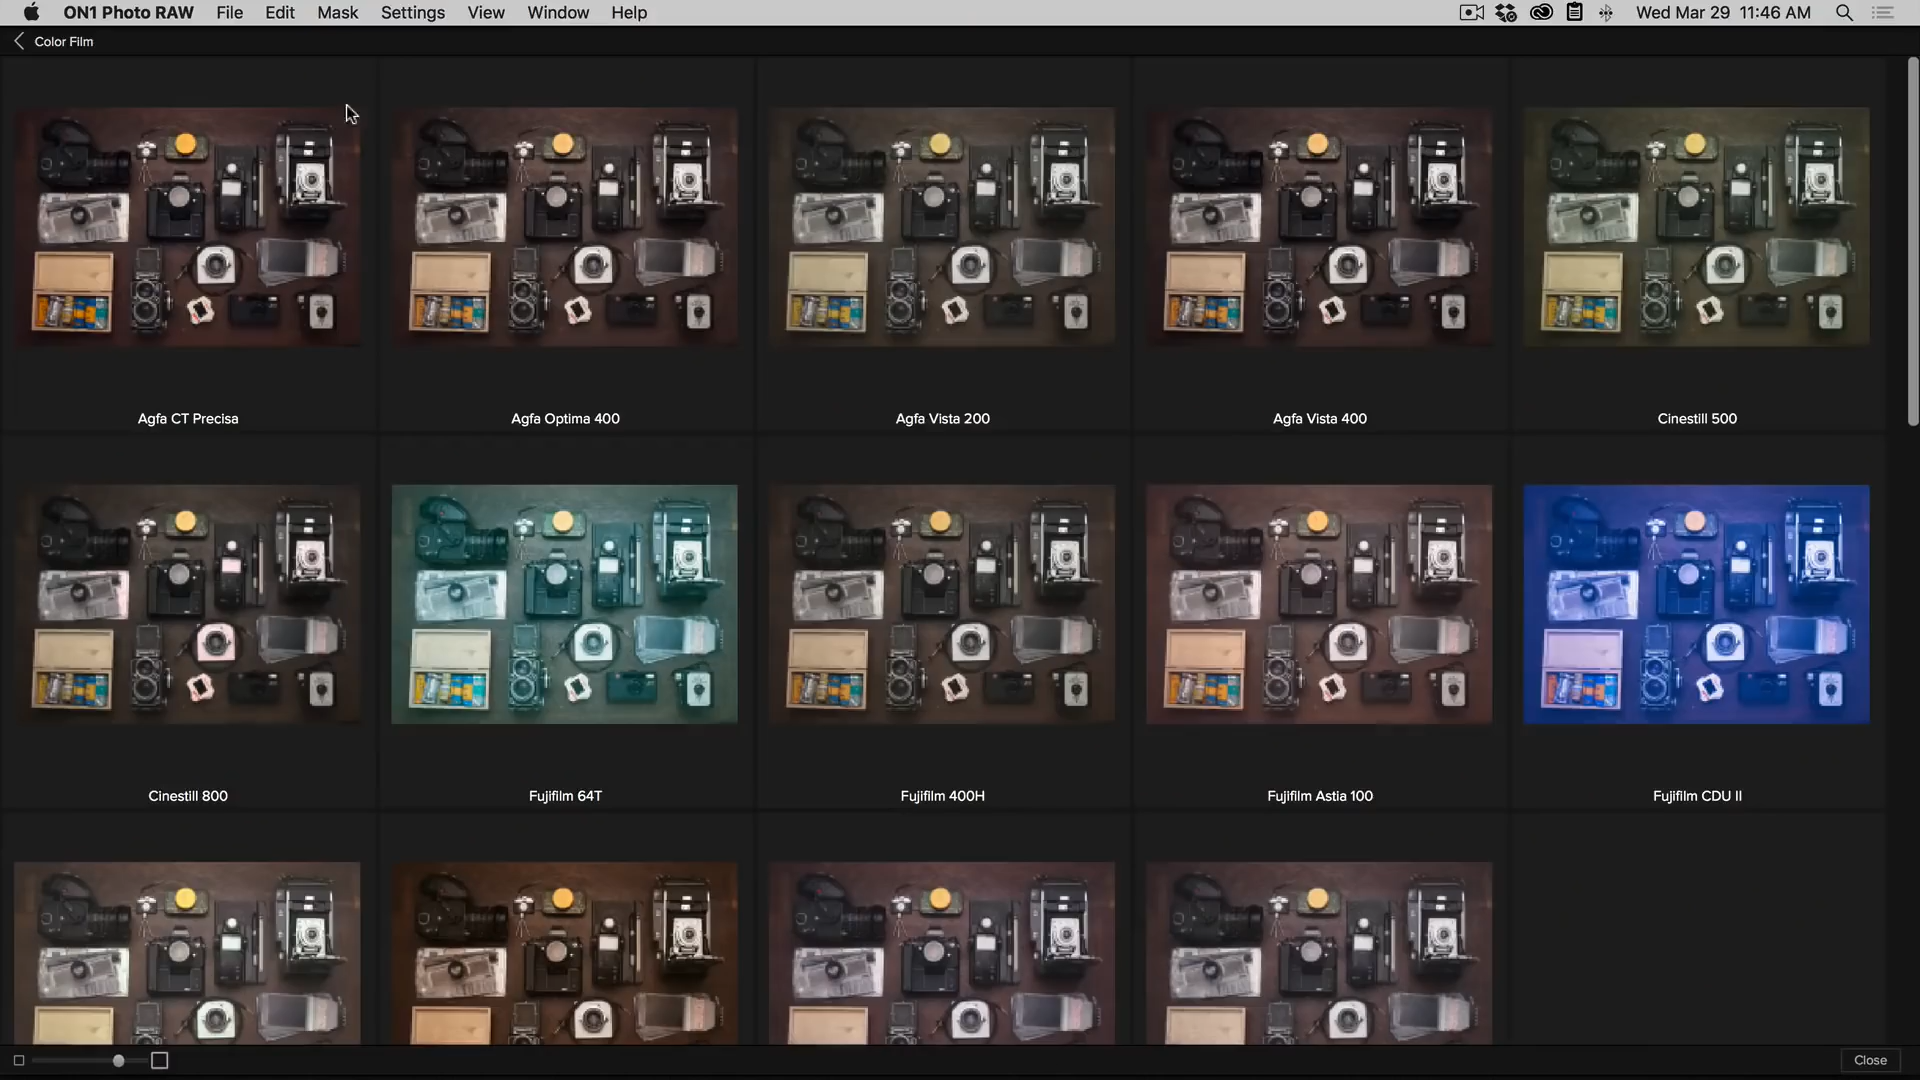 ON1 Photo RAW File Edit Mask Settings View Window Help Wed Mar 29 11:46 AM
Color Film
Agfa CT Precisa Agfa Optima 400 Agfa Vista 200 Agfa Vista 400 Cinestill 500
Cinestill 800 Fujifilm 64T Fujifilm 400H Fujifilm Astia 100 Fujifilm CDU II
Close